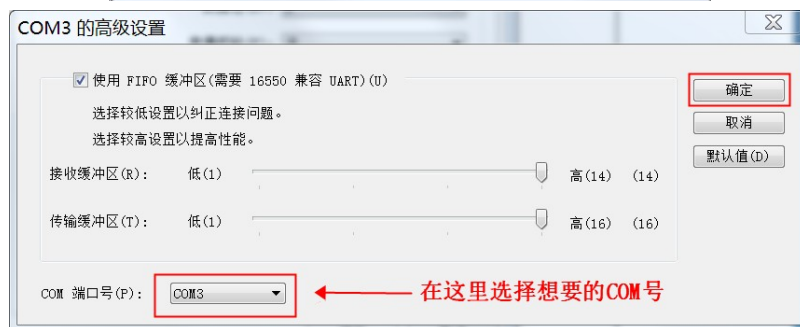 COM3 的高级设置
使用 FIFO 缓冲区(需要 16550 兼容 UART)(U)
确定
选择较低设置以纠正连接问题。
取消
选择较高设置以提高性能。
默认值(D)
接收缓冲区(R): 低(1) 高(14) (14)
传输缓冲区(T): 低(1) 高(16) (16)
COM 端口号(P): COM3 在这里选择想要的COM号